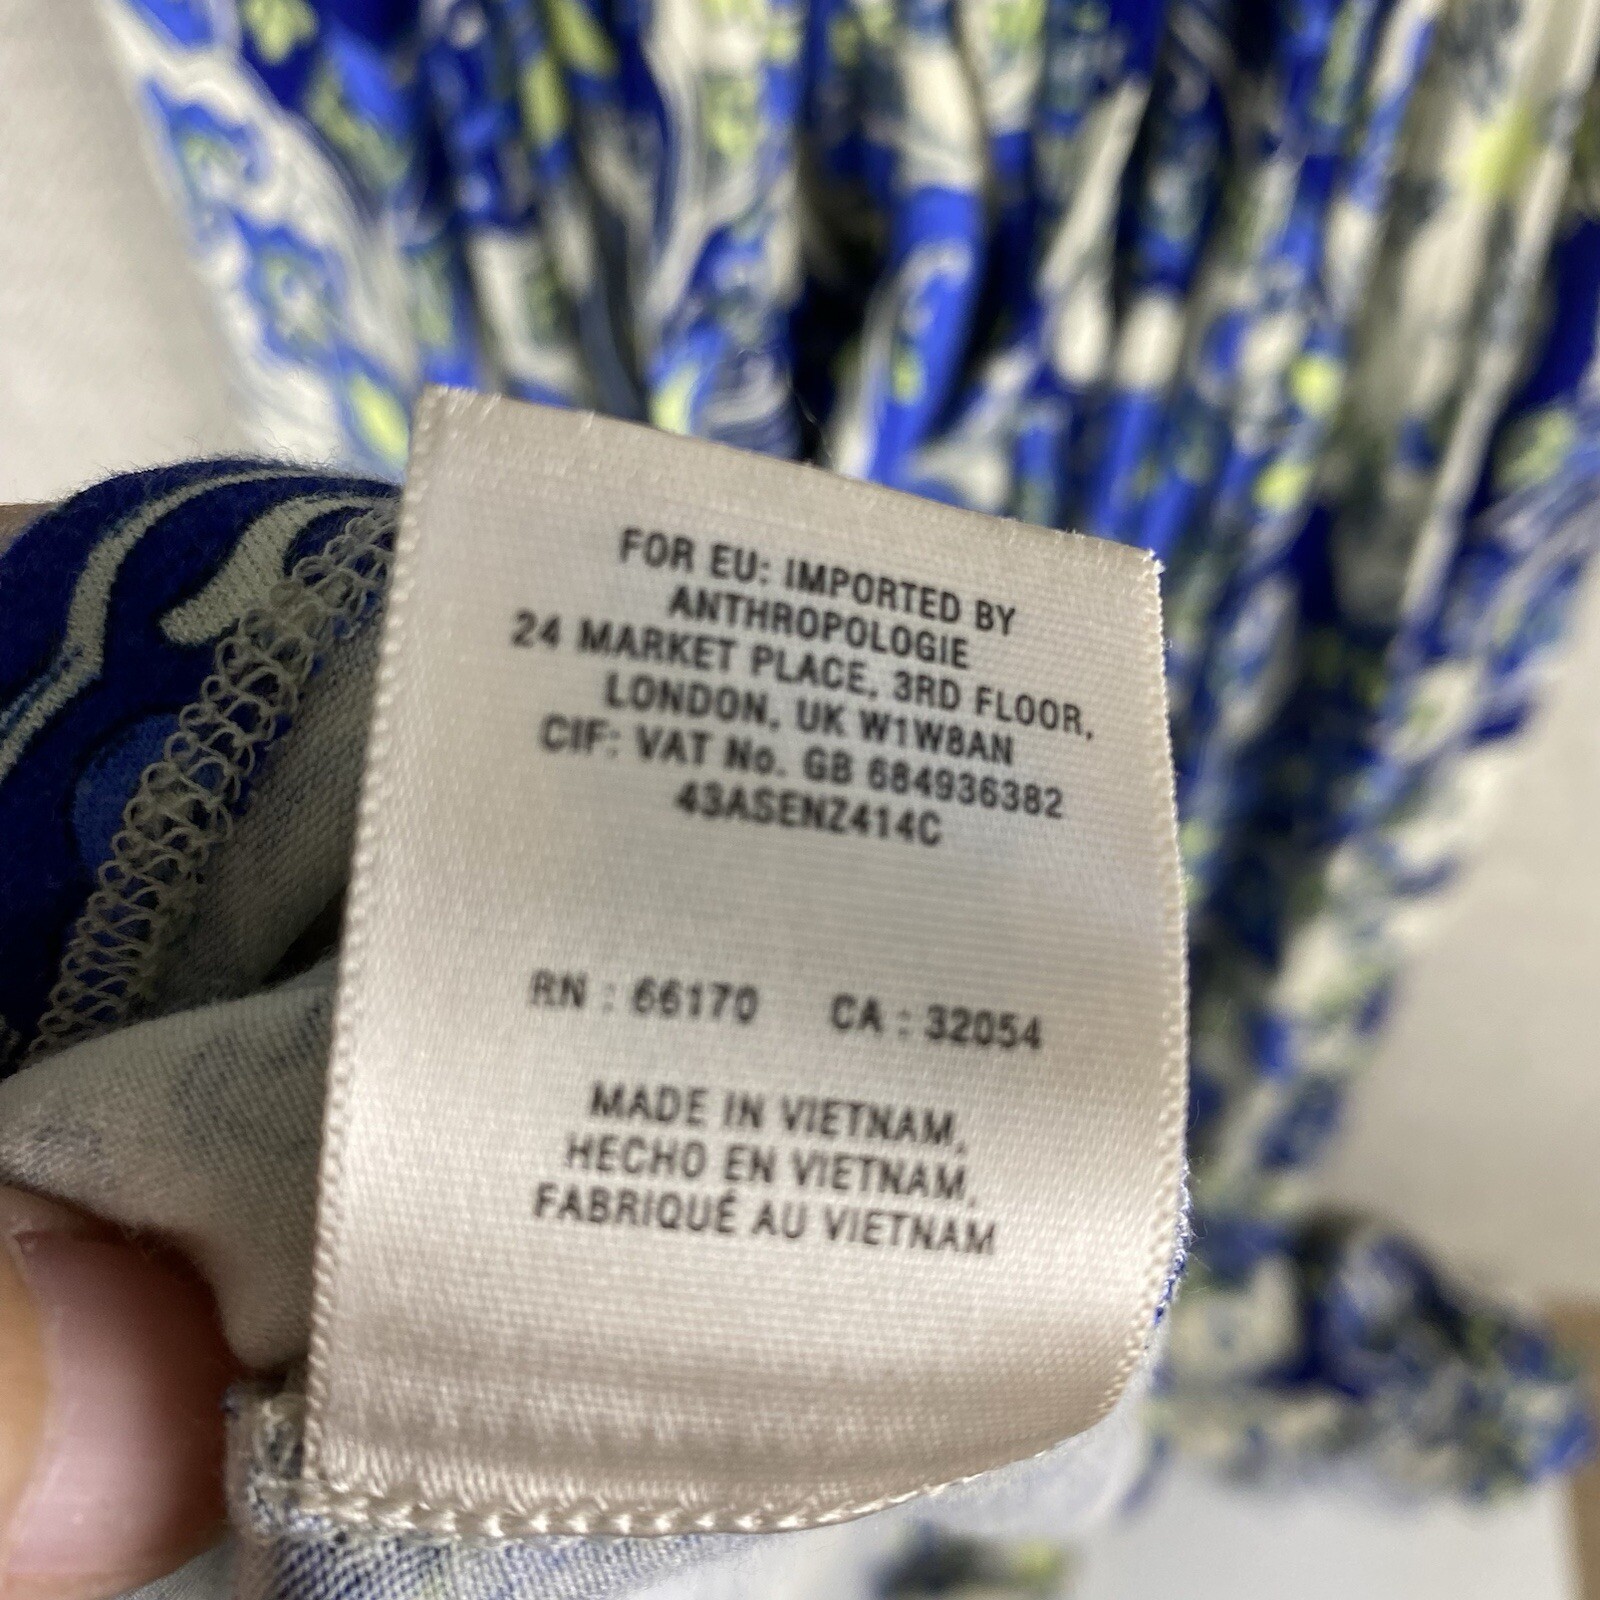 FOR EU: IMPORTED BY
ANTHROPOLOGIE
24 MARKET PLACE, 3RD FLOOR,
LONDON, UK W1W8AN
CIF: VAT No. GB 684936382
43ASENZ414C
RN : 66170 CA : 32054
MADE IN VIETNAM,
HECHO EN VIETNAM,
FABRIQUÉ AU VIETNAM